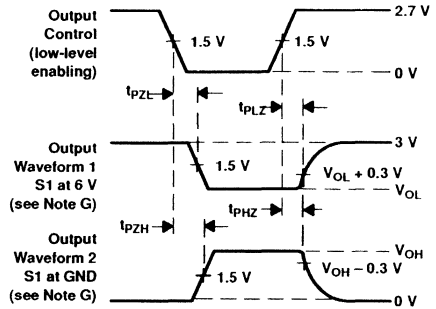 Output
Control
(low-level
enabling)
1.5 V
1.5 V
2.7 V
0 V
tPZL
tPLZ
Output
Waveform 1
S1 at 6 V
(see Note G)
1.5 V
3 V
VOL + 0.3 V
VOL
tPZH
tPHZ
Output
Waveform 2
S1 at GND
(see Note G)
1.5 V
VOH
VOH − 0.3 V
0 V